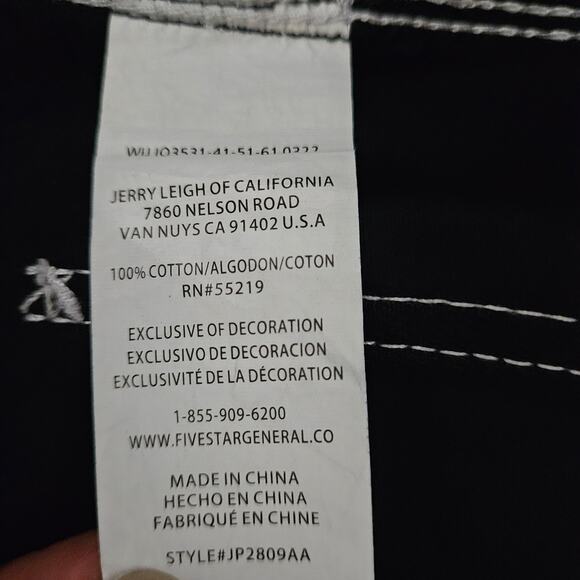 JERRY LEIGH OF CALIFORNIA
7860 NELSON ROAD
VAN NUYS CA 91402 U.S.A
100% COTTON/ALGODON/COTON
RN#55219
EXCLUSIVE OF DECORATION
EXCLUSIVO DE DECORACION
EXCLUSIVITÉ DE LA DÉCORATION
1-855-909-6200
WWW.FIVESTARGENERAL.CO
MADE IN CHINA
HECHO EN CHINA
FABRIQUÉ EN CHINE
STYLE#JP2809AA